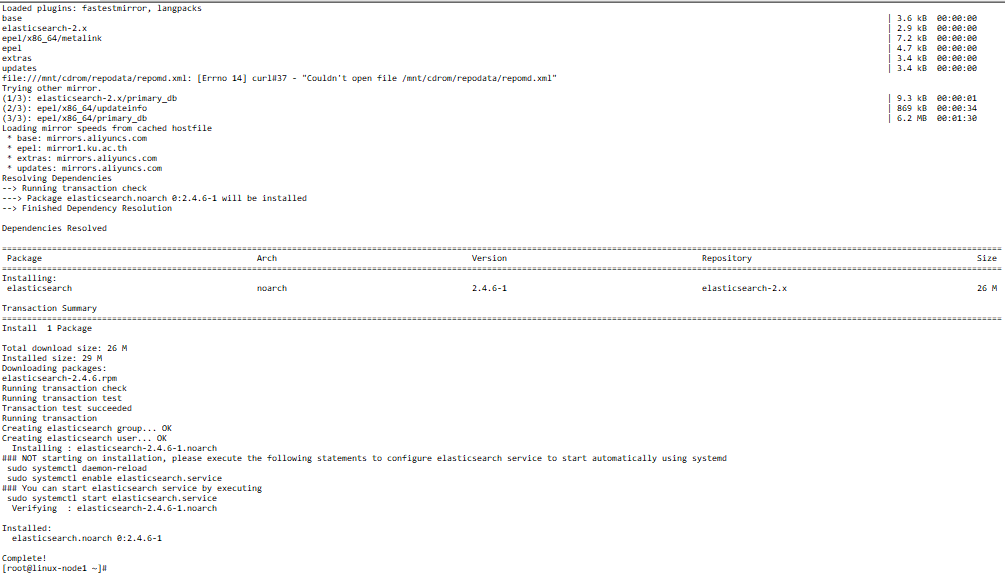 Loaded plugins: fastestmirror, langpacks
base | 3.6 kB 00:00:00
elasticsearch-2.x | 2.9 kB 00:00:00
epel/x86_64/metalink | 7.2 kB 00:00:00
epel | 4.7 kB 00:00:00
extras | 3.4 kB 00:00:00
updates | 3.4 kB 00:00:00
file:///mnt/cdrom/repodata/repomd.xml: [Errno 14] curl#37 - "Couldn't open file /mnt/cdrom/repodata/repomd.xml"
Trying other mirror.
(1/3): elasticsearch-2.x/primary_db | 9.3 kB 00:00:01
(2/3): epel/x86_64/updateinfo | 869 kB 00:00:34
(3/3): epel/x86_64/primary_db | 6.2 MB 00:01:30
Loading mirror speeds from cached hostfile
* base: mirrors.aliyuncs.com
* epel: mirror1.ku.ac.th
* extras: mirrors.aliyuncs.com
* updates: mirrors.aliyuncs.com
Resolving Dependencies
--> Running transaction check
---> Package elasticsearch.noarch 0:2.4.6-1 will be installed
--> Finished Dependency Resolution
Dependencies Resolved
Package Arch Version Repository Size
Installing:
elasticsearch noarch 2.4.6-1 elasticsearch-2.x 26 M
Transaction Summary
Install 1 Package
Total download size: 26 M
Installed size: 29 M
Downloading packages:
elasticsearch-2.4.6.rpm
Running transaction check
Running transaction test
Transaction test succeeded
Running transaction
Creating elasticsearch group... OK
Creating elasticsearch user... OK
Installing : elasticsearch-2.4.6-1.noarch
### NOT starting on installation, please execute the following statements to configure elasticsearch service to start automatically using systemd
sudo systemctl daemon-reload
sudo systemctl enable elasticsearch.service
### You can start elasticsearch service by executing
sudo systemctl start elasticsearch.service
Verifying : elasticsearch-2.4.6-1.noarch
Installed:
elasticsearch.noarch 0:2.4.6-1
Complete!
[root@linux-node1 ~]#